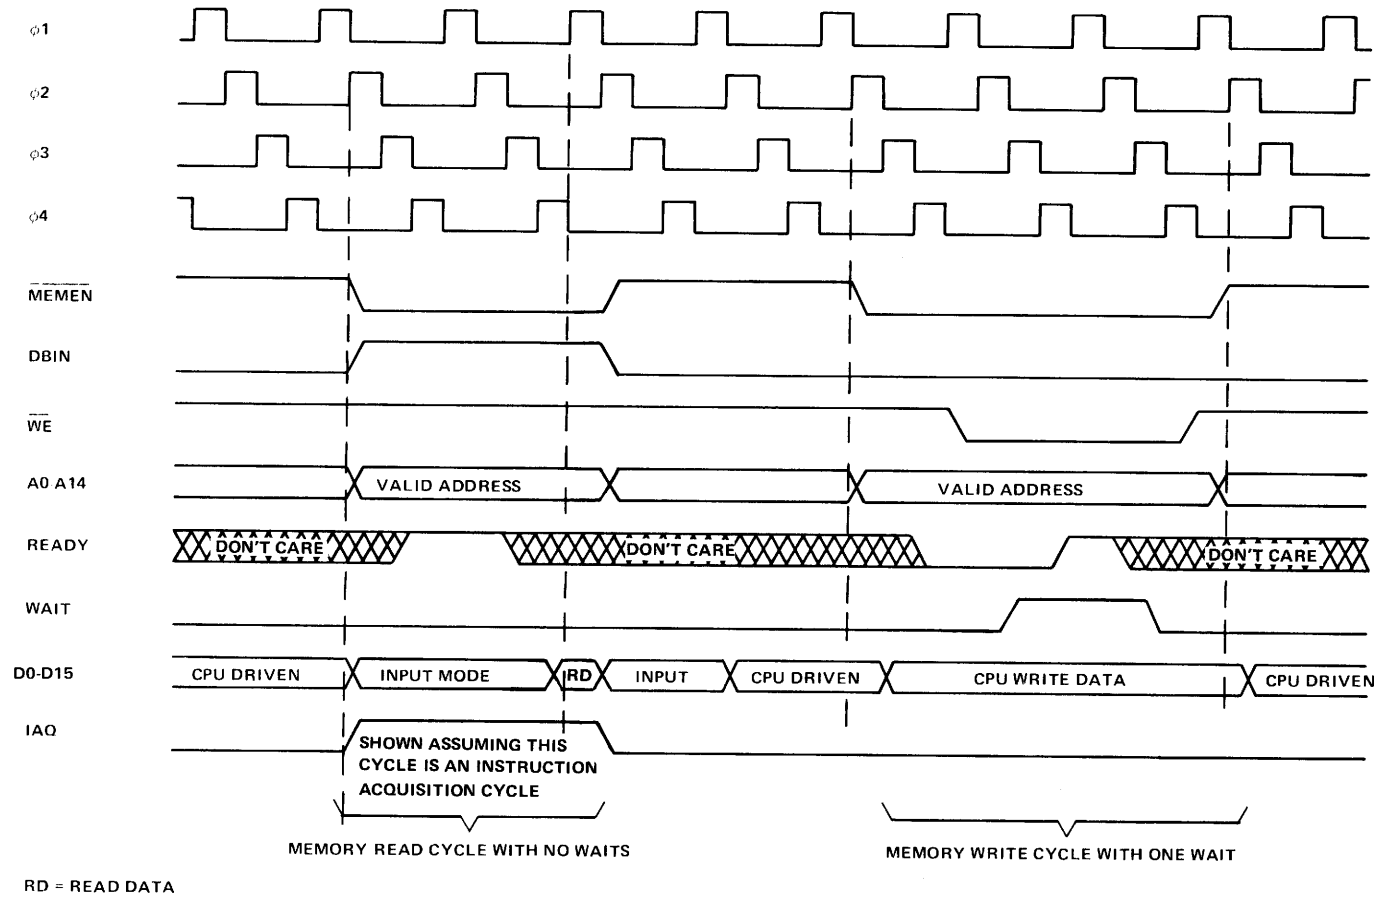 φ1
φ2
φ3
φ4
MEMEN
DBIN
WE
A0 A14
VALID ADDRESS
VALID ADDRESS
READY
DON'T CARE
DON'T CARE
DON'T CARE
WAIT
D0-D15
CPU DRIVEN
INPUT MODE
RD
INPUT
CPU DRIVEN
CPU WRITE DATA
CPU DRIVEN
IAQ
SHOWN ASSUMING THIS
CYCLE IS AN INSTRUCTION
ACQUISITION CYCLE
MEMORY READ CYCLE WITH NO WAITS
MEMORY WRITE CYCLE WITH ONE WAIT
RD = READ DATA